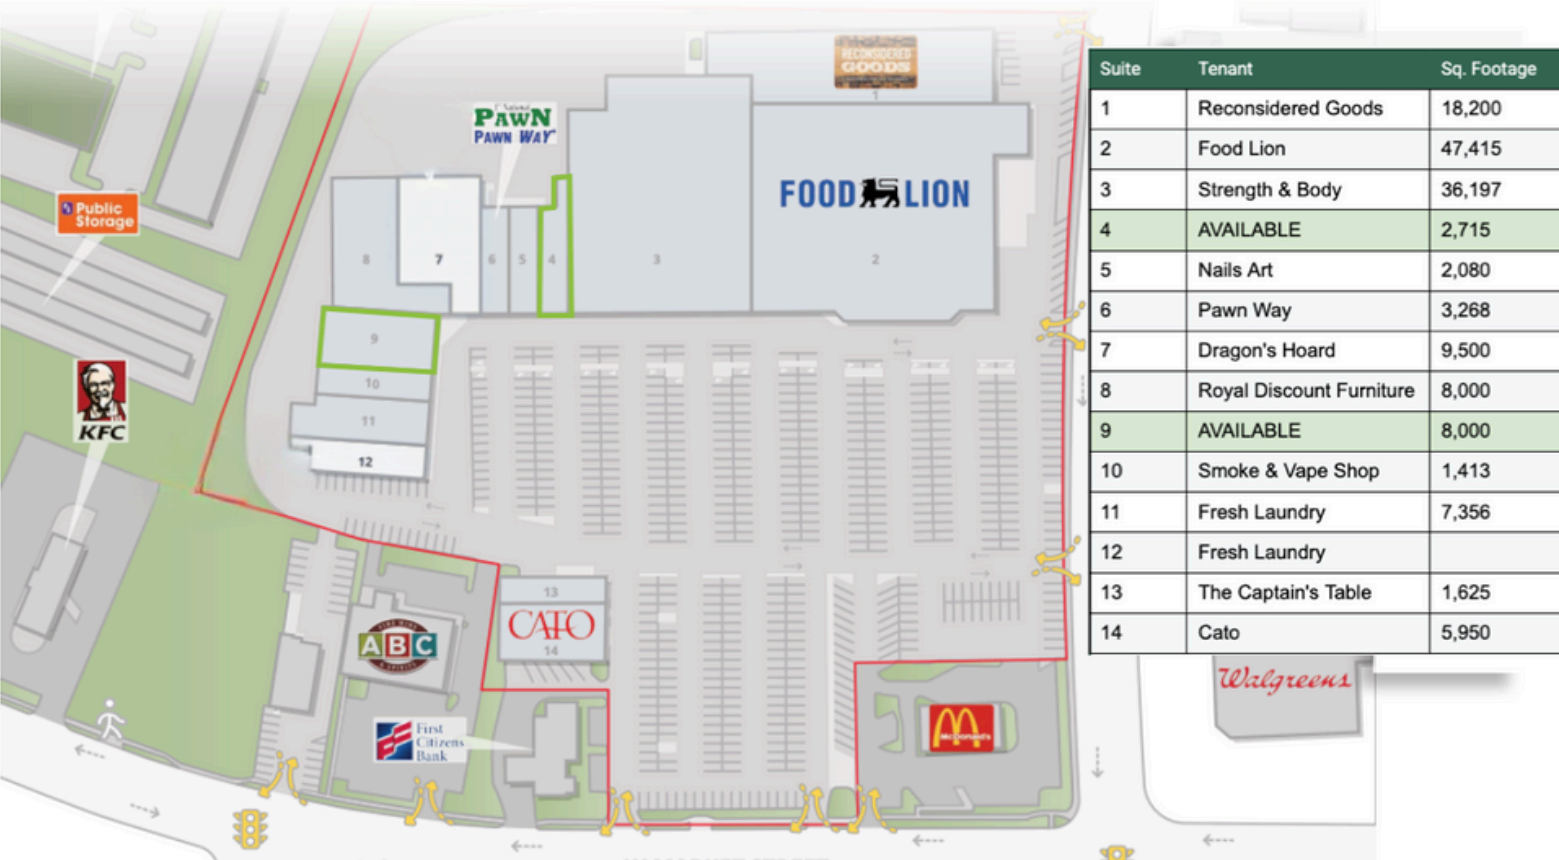 RECONSIDERED
GOODS
1
PAWN
PAWN WAY
FOOD LION
Public
Storage
8
7
6
5
4
3
2
9
10
11
12
KFC
13
CATO
14
ABC
First
Citizens
Bank
McDonald's
Walgreens
Suite Tenant Sq. Footage
1 Reconsidered Goods 18,200
2 Food Lion 47,415
3 Strength & Body 36,197
4 AVAILABLE 2,715
5 Nails Art 2,080
6 Pawn Way 3,268
7 Dragon's Hoard 9,500
8 Royal Discount Furniture 8,000
9 AVAILABLE 8,000
10 Smoke & Vape Shop 1,413
11 Fresh Laundry 7,356
12 Fresh Laundry
13 The Captain's Table 1,625
14 Cato 5,950